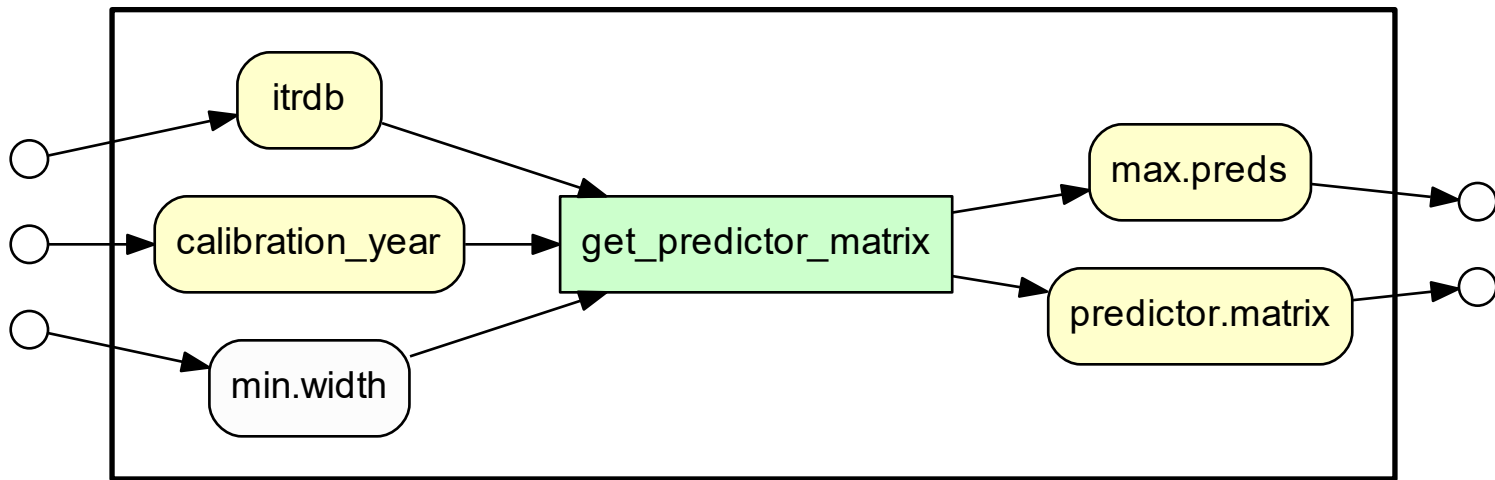 itrdb
calibration_year
min.width
get_predictor_matrix
max.preds
predictor.matrix